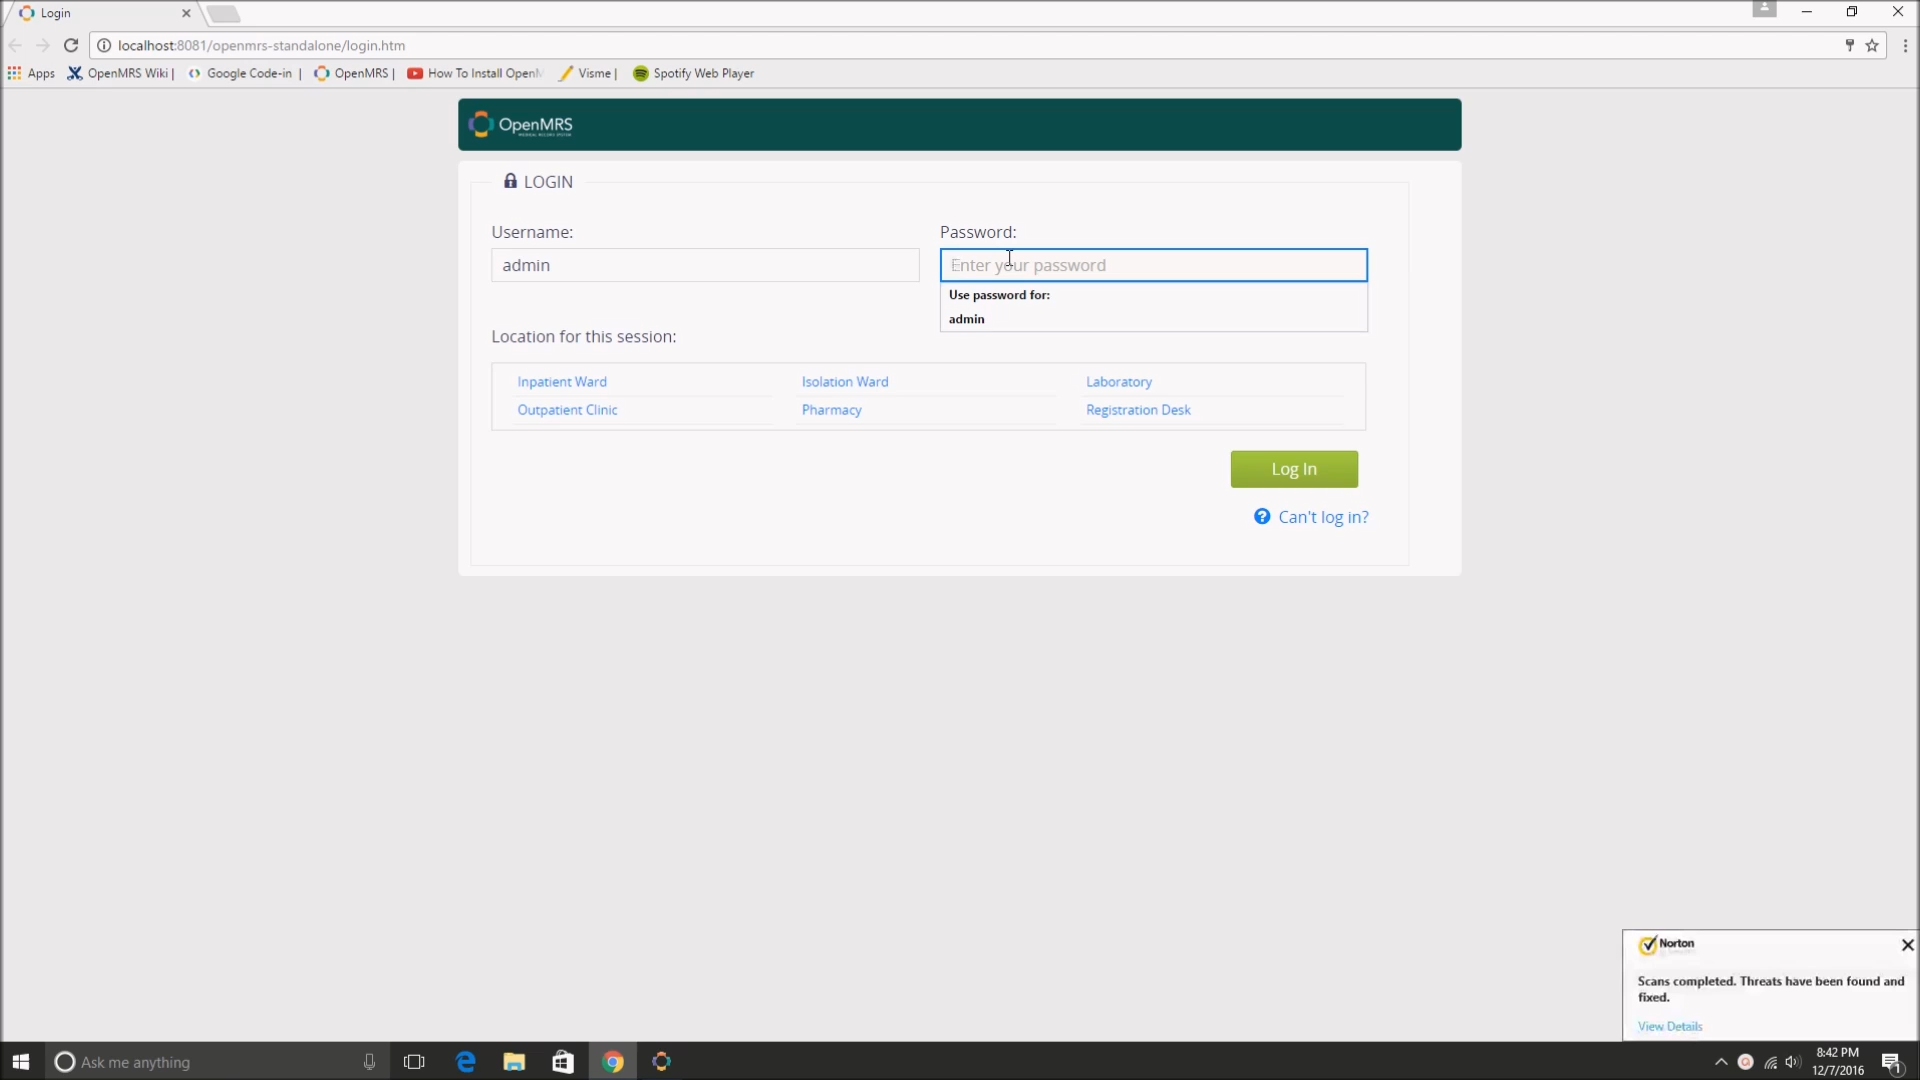 Login
localhost:8081/openmrs-standalone/login.htm
Apps OpenMRS Wiki | Google Code-in | OpenMRS | How To Install OpenM Visme | Spotify Web Player
OpenMRS
LOGIN
Username: Password:
admin Enter your password
Use password for:
admin
Location for this session:
Inpatient Ward Isolation Ward Laboratory
Outpatient Clinic Pharmacy Registration Desk
Log In
Can't log in?
Norton
Scans completed. Threats have been found and
fixed.
View Details
Ask me anything
8:42 PM
12/7/2016
1